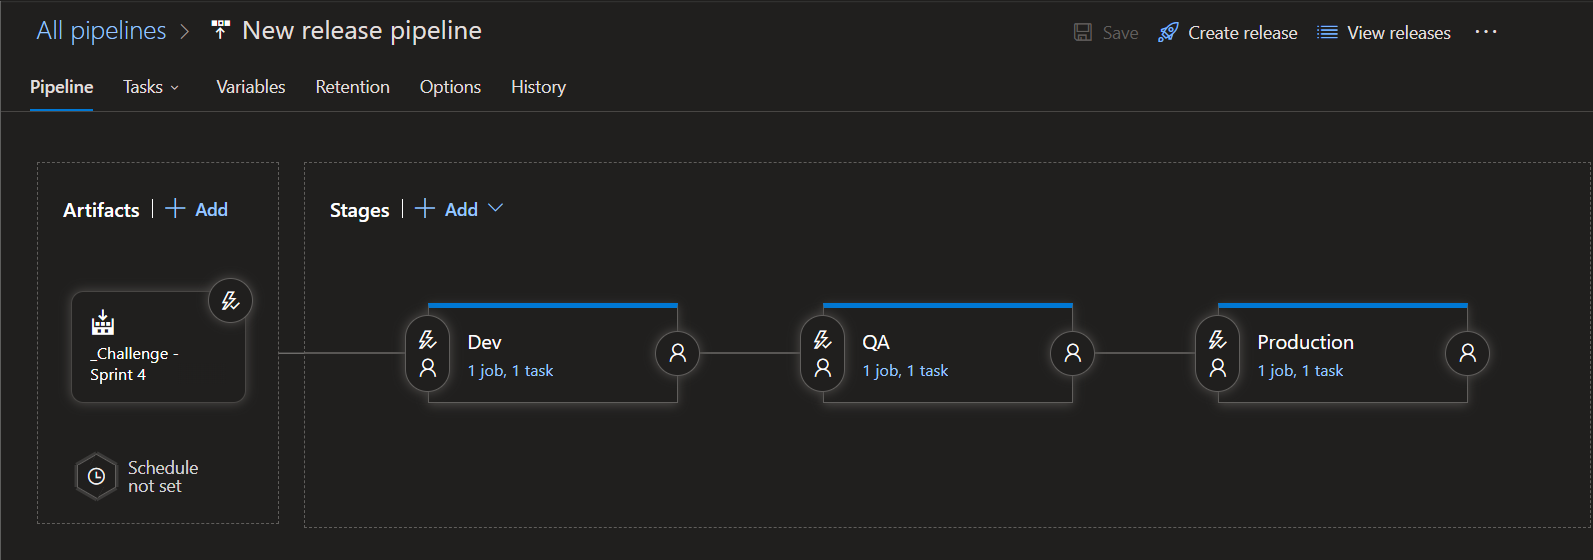 All pipelines > New release pipeline
Save Create release View releases ...
Pipeline Tasks Variables Retention Options History
Artifacts | + Add
Stages | + Add
_Challenge -
Sprint 4
Dev
1 job, 1 task
QA
1 job, 1 task
Production
1 job, 1 task
Schedule
not set